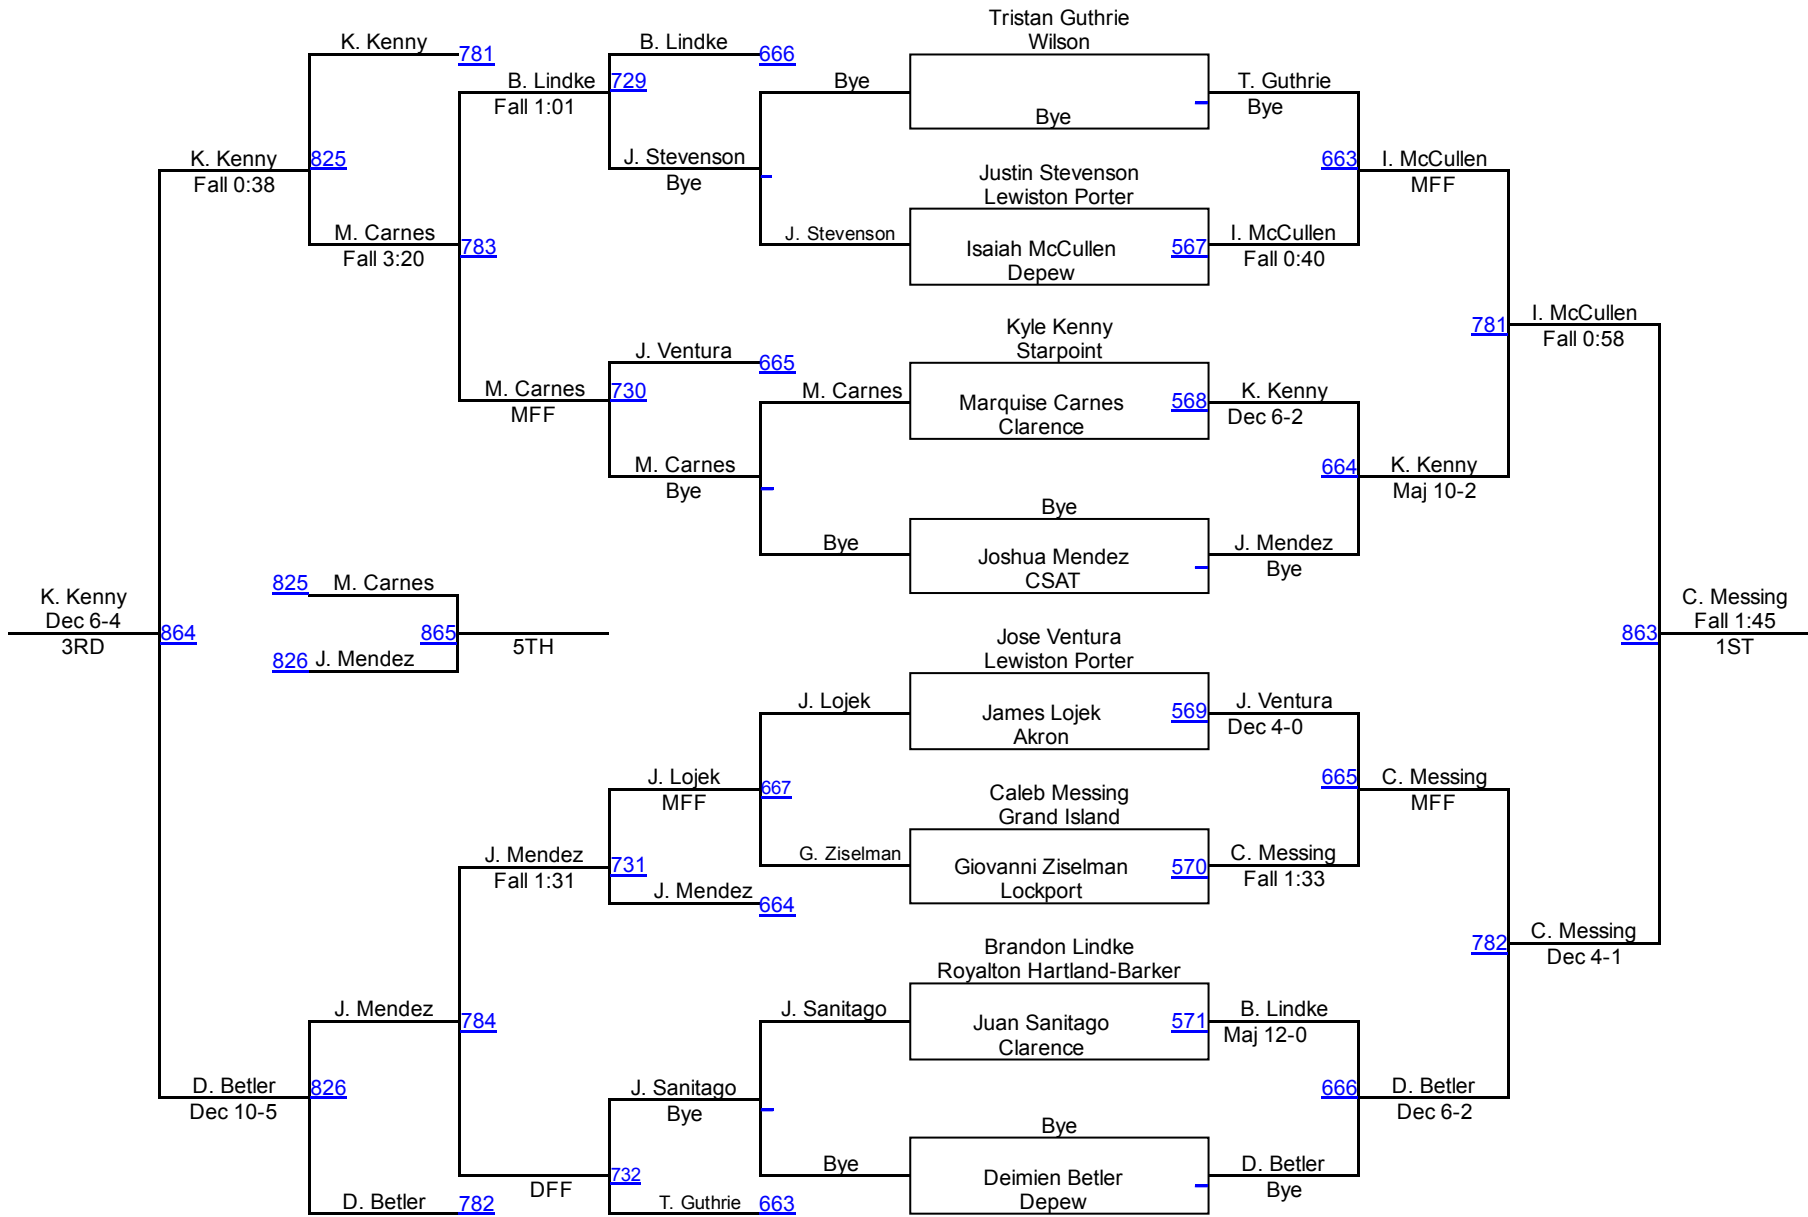 Tristan Guthrie
Wilson
K. Kenny
781
B. Lindke
666
B. Lindke
729
Fall 1:01
Bye
T. Guthrie
Bye
Bye
K. Kenny
825
Fall 0:38
J. Stevenson
Bye
Justin Stevenson
Lewiston Porter
663
I. McCullen
MFF
M. Carnes
783
Fall 3:20
J. Stevenson
Isaiah McCullen
Depew
567
I. McCullen
Fall 0:40
Kyle Kenny
Starpoint
781
I. McCullen
Fall 0:58
J. Ventura
665
M. Carnes
730
MFF
M. Carnes
Marquise Carnes
Clarence
568
K. Kenny
Dec 6-2
M. Carnes
Bye
664
K. Kenny
Maj 10-2
Bye
Bye
Joshua Mendez
CSAT
J. Mendez
Bye
825
M. Carnes
K. Kenny
Dec 6-4
3RD
864
865
5TH
826
J. Mendez
C. Messing
Fall 1:45
1ST
863
Jose Ventura
Lewiston Porter
J. Lojek
James Lojek
Akron
569
J. Ventura
Dec 4-0
J. Lojek
MFF
667
Caleb Messing
Grand Island
665
C. Messing
MFF
J. Mendez
731
Fall 1:31
G. Ziselman
Giovanni Ziselman
Lockport
570
C. Messing
Fall 1:33
J. Mendez
664
Brandon Lindke
Royalton Hartland-Barker
782
C. Messing
Dec 4-1
J. Mendez
784
J. Sanitago
Juan Sanitago
Clarence
571
B. Lindke
Maj 12-0
D. Betler
826
Dec 10-5
J. Sanitago
Bye
666
D. Betler
Dec 6-2
Bye
Bye
Deimien Betler
Depew
D. Betler
Bye
DFF
732
D. Betler
782
T. Guthrie
663